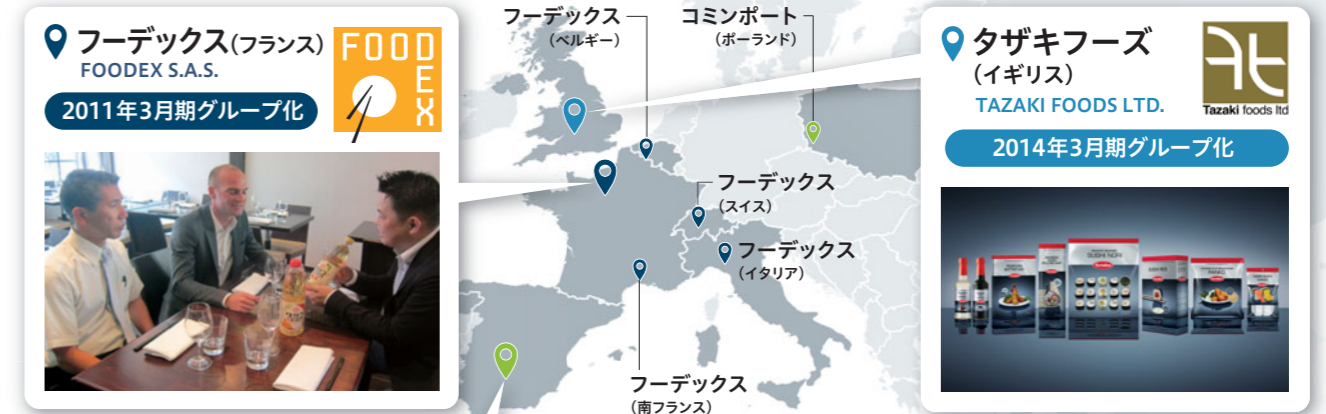 フーデックス(フランス)
FOODEX S.A.S.
2011年3月期グループ化
FOOD
EX
フーデックス
(ベルギー)
コミンポート
(ポーランド)
フーデックス
(スイス)
フーデックス
(イタリア)
フーデックス
(南フランス)
タザキフーズ
(イギリス)
TAZAKI FOODS LTD.
Tazaki foods ltd
2014年3月期グループ化
SUSHI NORI
PANKO